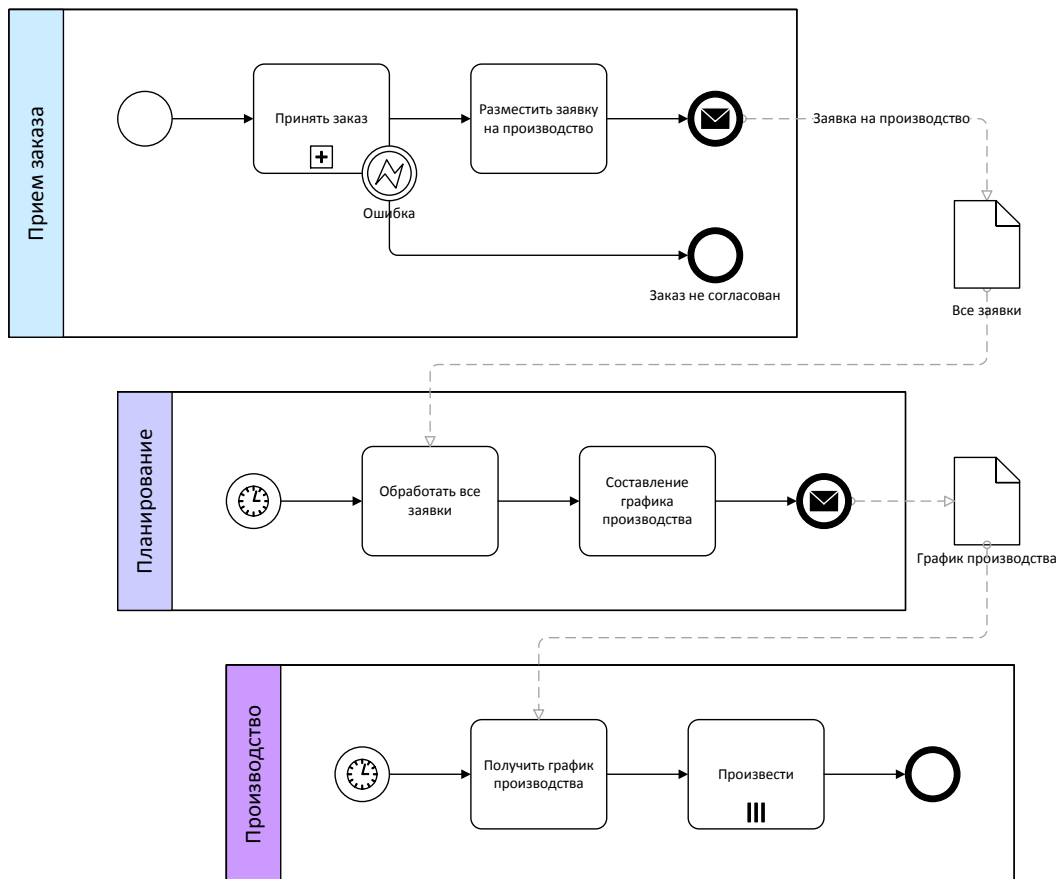 Прием заказа
Принять заказ
Разместить заявку
на производство
Заявка на производство
Ошибка
Заказ не согласован
Все заявки
Планирование
Обработать все
заявки
Составление
графика
производства
График производства
Производство
Получить график
производства
Произвести